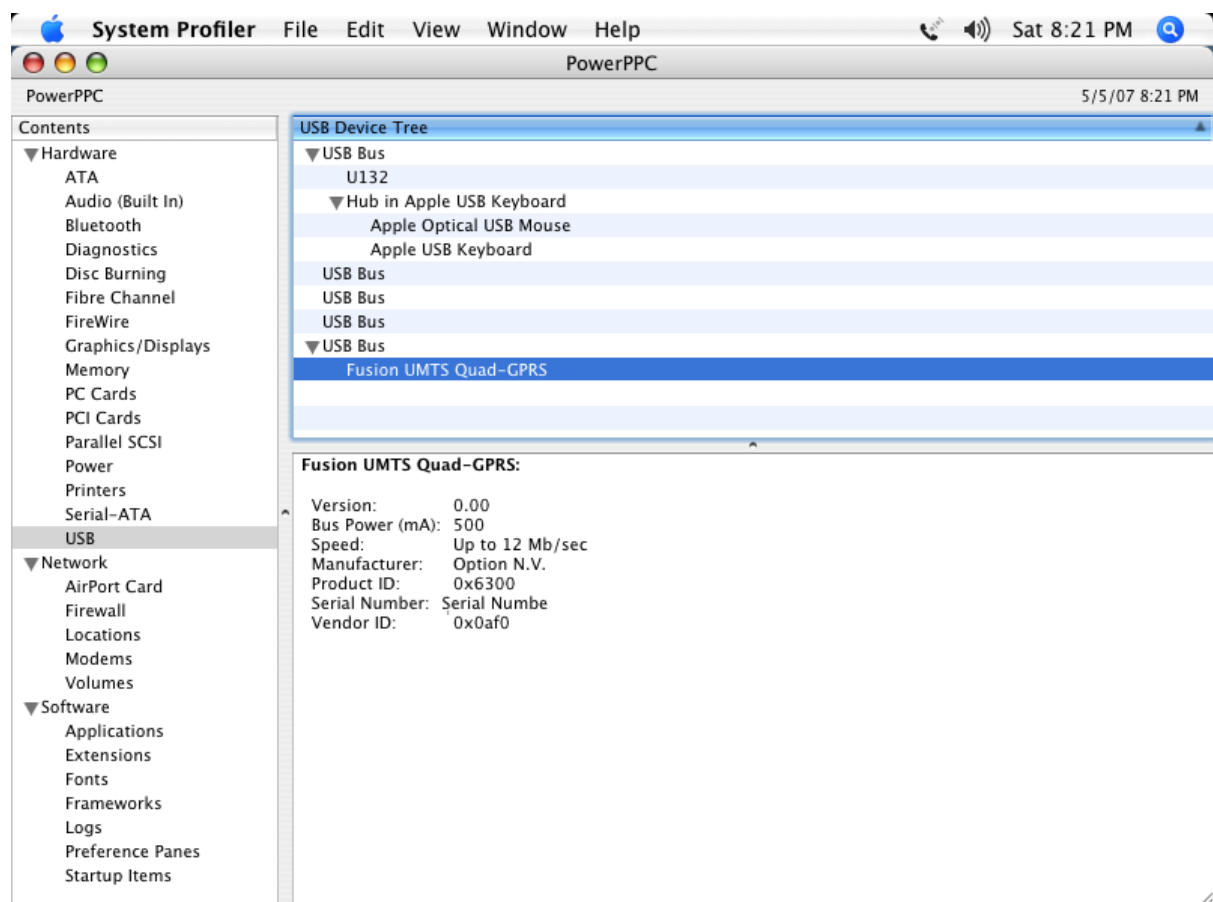 System Profiler File Edit View Window Help Sat 8:21 PM
PowerPPC
PowerPPC 5/5/07 8:21 PM
Contents
Hardware
ATA
Audio (Built In)
Bluetooth
Diagnostics
Disc Burning
Fibre Channel
FireWire
Graphics/Displays
Memory
PC Cards
PCI Cards
Parallel SCSI
Power
Printers
Serial-ATA
USB
Network
AirPort Card
Firewall
Locations
Modems
Volumes
Software
Applications
Extensions
Fonts
Frameworks
Logs
Preference Panes
Startup Items
USB Device Tree
USB Bus
U132
Hub in Apple USB Keyboard
Apple Optical USB Mouse
Apple USB Keyboard
USB Bus
USB Bus
USB Bus
USB Bus
Fusion UMTS Quad-GPRS
Fusion UMTS Quad-GPRS:
Version: 0.00
Bus Power (mA): 500
Speed: Up to 12 Mb/sec
Manufacturer: Option N.V.
Product ID: 0x6300
Serial Number: Serial Numbe
Vendor ID: 0x0af0